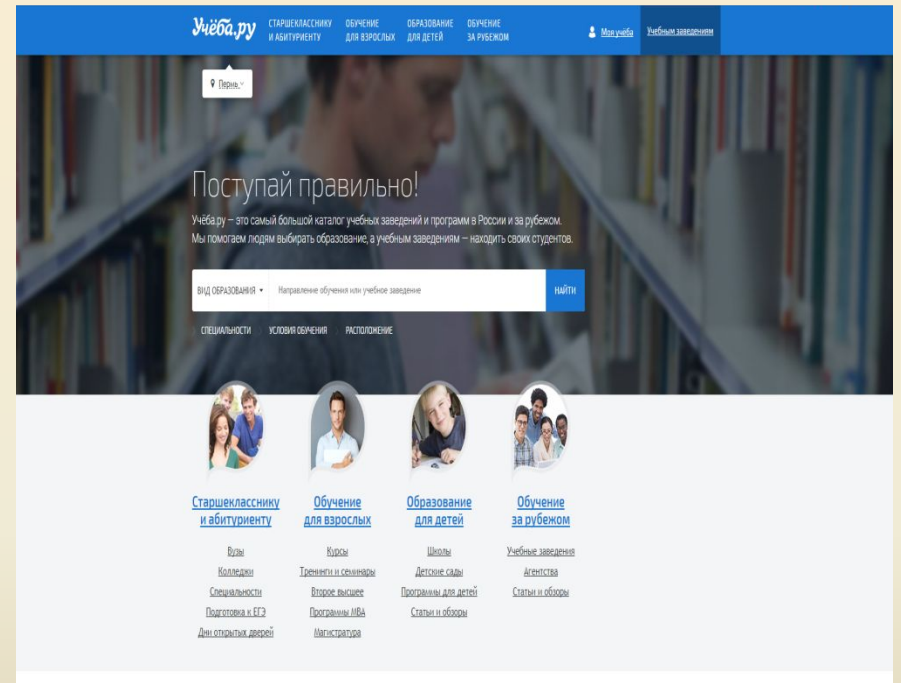 Учёба.ру
СТАРШЕКЛАССНИКУ
И АБИТУРИЕНТУ
ОБУЧЕНИЕ
ДЛЯ ВЗРОСЛЫХ
ОБРАЗОВАНИЕ
ДЛЯ ДЕТЕЙ
ОБУЧЕНИЕ
ЗА РУБЕЖОМ
Моя учёба
Учебным заведениям
Пермь
Поступай правильно!
Учёба.ру – это самый большой каталог учебных заведений и программ в России и за рубежом.
Мы помогаем людям выбирать образование, а учебным заведениям – находить своих студентов.
ВИД ОБРАЗОВАНИЯ
Направление обучения или учебное заведение
НАЙТИ
СПЕЦИАЛЬНОСТИ
УСЛОВИЯ ОБУЧЕНИЯ
РАСПОЛОЖЕНИЕ
Старшекласснику
и абитуриенту
Вузы
Колледжи
Специальности
Подготовка к ЕГЭ
Дни открытых дверей
Обучение
для взрослых
Курсы
Тренинги и семинары
Второе высшее
Программы MBA
Магистратура
Образование
для детей
Школы
Детские сады
Программы для детей
Статьи и обзоры
Обучение
за рубежом
Учебные заведения
Агентства
Статьи и обзоры